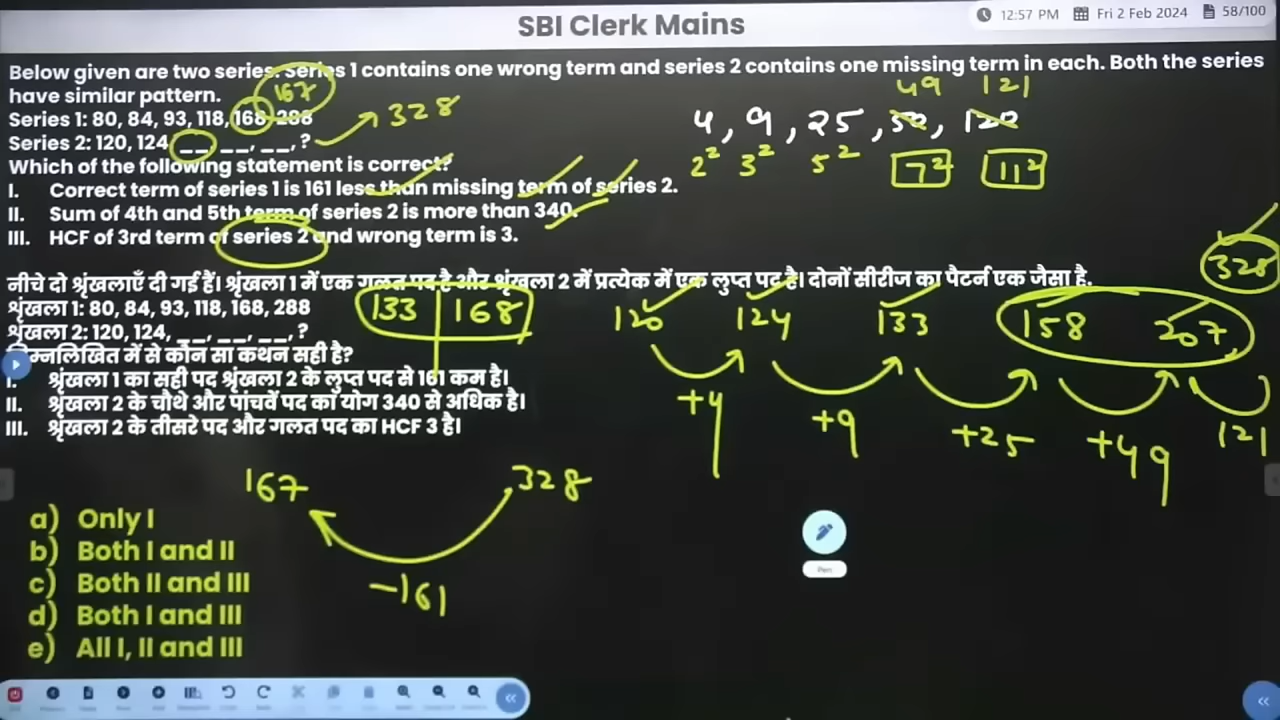 12:57 PM Fri 2 Feb 2024 58/100
SBI Clerk Mains
Below given are two series. Series 1 contains one wrong term and series 2 contains one missing term in each. Both the series
have similar pattern.
167
Series 1: 80, 84, 93, 118, 168, 288
Series 2: 120, 124, __, __, __, ?
328
Which of the following statement is correct?
I. Correct term of series 1 is 161 less than missing term of series 2.
II. Sum of 4th and 5th term of series 2 is more than 340.
III. HCF of 3rd term of series 2 and wrong term is 3.
49 121
4, 9, 25, 50, 120
2² 3² 5² 7² 11²
नीचे दो श्रृंखलाएँ दी गई हैं। श्रृंखला 1 में एक गलत पद है और श्रृंखला 2 में प्रत्येक में एक लुप्त पद है। दोनों सीरीज का पैटर्न एक जैसा है.
श्रृंखला 1: 80, 84, 93, 118, 168, 288
श्रृंखला 2: 120, 124, __, __, __, ?
निम्नलिखित में से कौन सा कथन सही है?
I. श्रृंखला 1 का सही पद श्रृंखला 2 के लुप्त पद से 161 कम है।
II. श्रृंखला 2 के चौथे और पांचवें पद का योग 340 से अधिक है।
III. श्रृंखला 2 के तीसरे पद और गलत पद का HCF 3 है।
133 168
328
120 124 133 158 207,
+4 +9 +25 +49 121
167 328
-161
a) Only I
b) Both I and II
c) Both II and III
d) Both I and III
e) All I, II and III
Pen